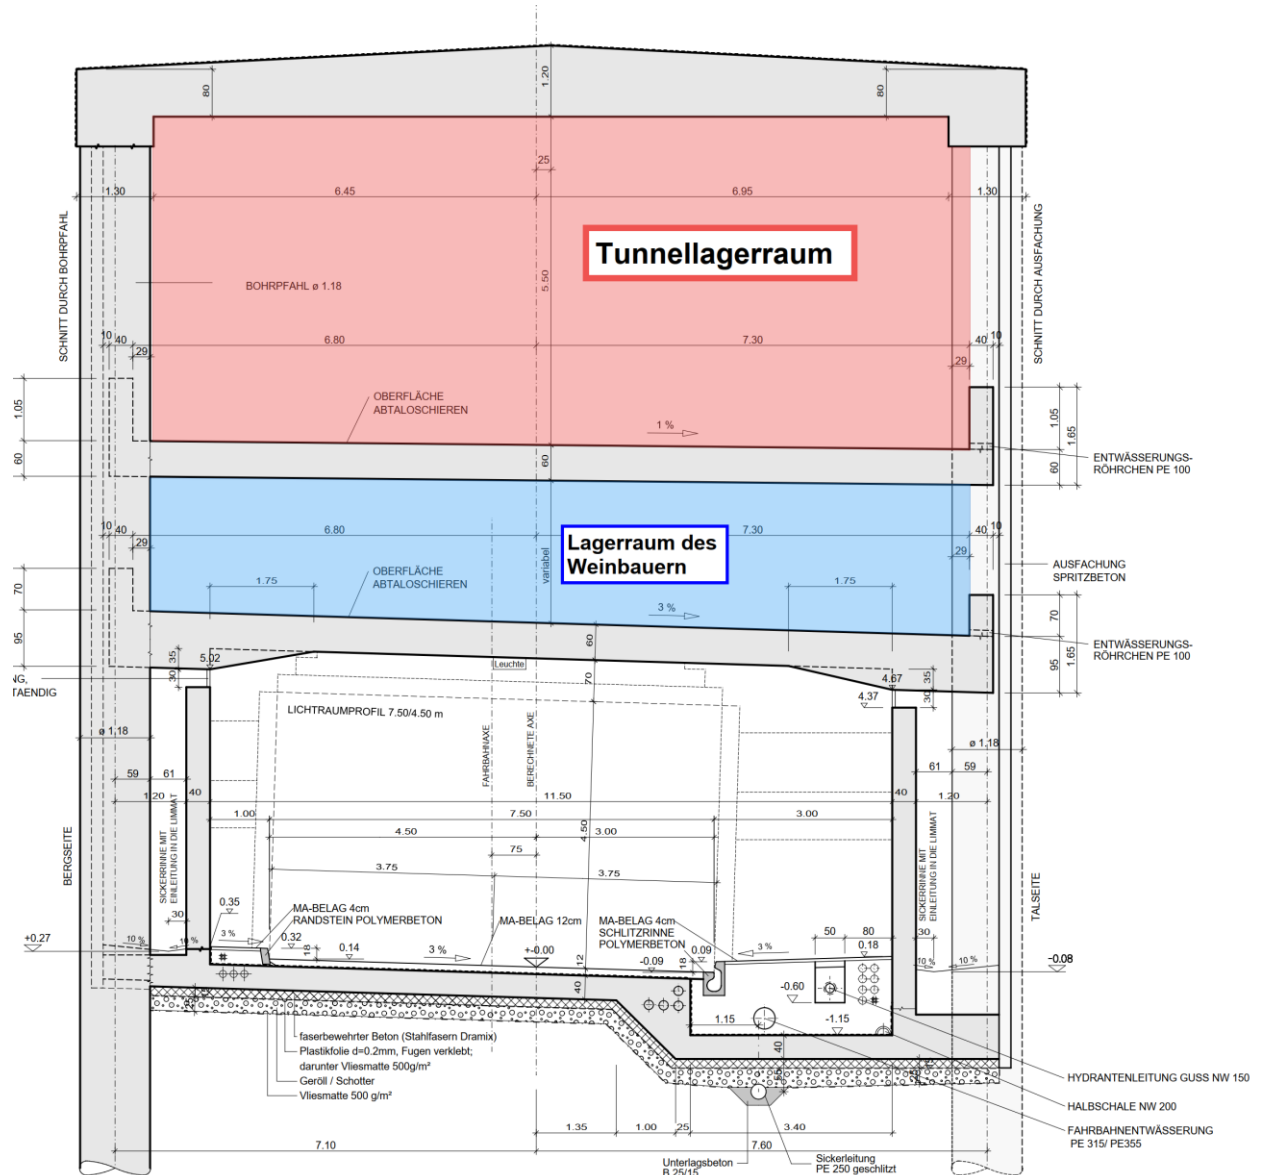 1.20
80
80
25
1.30
6.45
6.95
1.30
SCHNITT DURCH BOHRPFAHL
SCHNITT DURCH AUSFACHUNG
Tunnellagerraum
5.50
BOHRPFAHL ø 1.18
10
40
6.80
7.30
40
10
29
29
OBERFLÄCHE
ABTALOSCHIEREN
1.05
1 %
1.05
1.65
60
60
60
ENTWÄSSERUNGS-
RÖHRCHEN PE 100
10
40
6.80
7.30
40
10
29
29
Lagerraum des
Weinbauern
variabel
OBERFLÄCHE
ABTALOSCHIEREN
AUSFACHUNG
SPRITZBETON
70
1.75
1.75
70
3 %
1.65
95
95
60
ENTWÄSSERUNGS-
RÖHRCHEN PE 100
35
5.02
30
Leuchte
70
4.67
35
4.37
30
NG,
TAENDIG
LICHTRAUMPROFIL 7.50/4.50 m
ø 1.18
ø 1.18
FAHRBAHNAXE
BERECHNETE AXE
59
61
61
59
1.20
40
11.50
40
1.20
1.00
7.50
3.00
4.50
4.50
3.00
75
3.75
3.75
BERGSEITE
SICKERRINNE MIT
EINLEITUNG IN DIE LIMMAT
SICKERRINNE MIT
EINLEITUNG IN DIE LIMMAT
TALSEITE
0.35
MA-BELAG 4cm
RANDSTEIN POLYMERBETON
MA-BELAG 12cm
MA-BELAG 4cm
SCHLITZRINNE
POLYMERBETON
30
50
80
30
+0.27
10 %
10 %
3 %
0.32
18
0.14
3 %
+-0.00
12
-0.09
0.09
18
3 %
0.18
10 %
10 %
-0.08
40
-0.60
1.15
-1.15
25
faserbewehrter Beton (Stahlfasern Dramix)
Plastikfolie d=0.2mm, Fugen verklebt;
darunter Vliesmatte 500g/m²
Geröll / Schotter
Vliesmatte 500 g/m²
40
55
25
HYDRANTENLEITUNG GUSS NW 150
HALBSCHALE NW 200
FAHRBAHNENTWÄSSERUNG
PE 315/ PE355
1.35
1.00
25
3.40
7.10
7.60
Unterlagsbeton
B 25/15
Sickerleitung
PE 250 geschlitzt